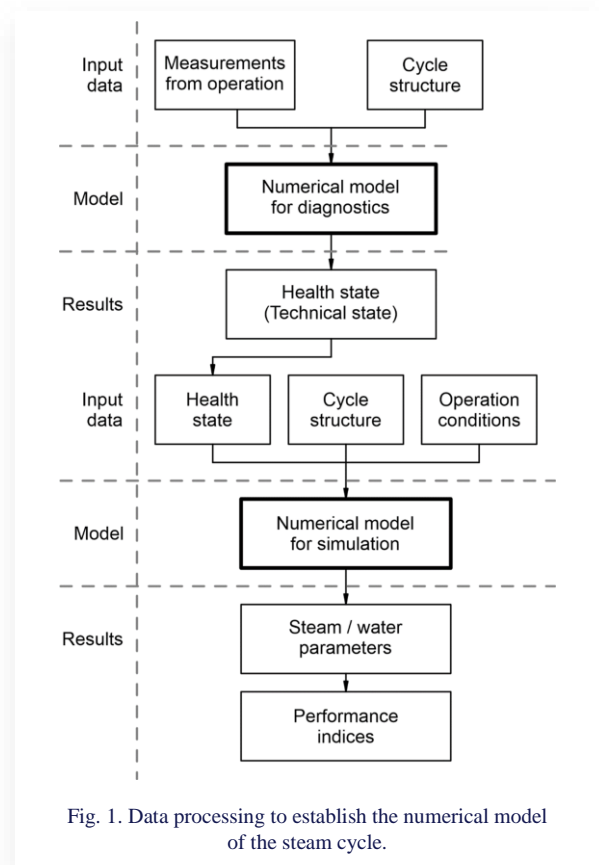 Input
data
Measurements
from operation
Cycle
structure
Model
Numerical model
for diagnostics
Results
Health state
(Technical state)
Input
data
Health
state
Cycle
structure
Operation
conditions
Model
Numerical model
for simulation
Results
Steam / water
parameters
Performance
indices
Fig. 1. Data processing to establish the numerical model
of the steam cycle.